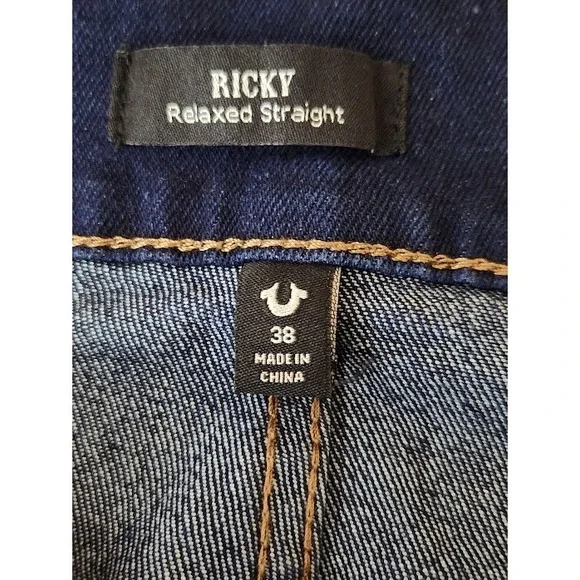 RICKY
Relaxed Straight
38
MADE IN
CHINA